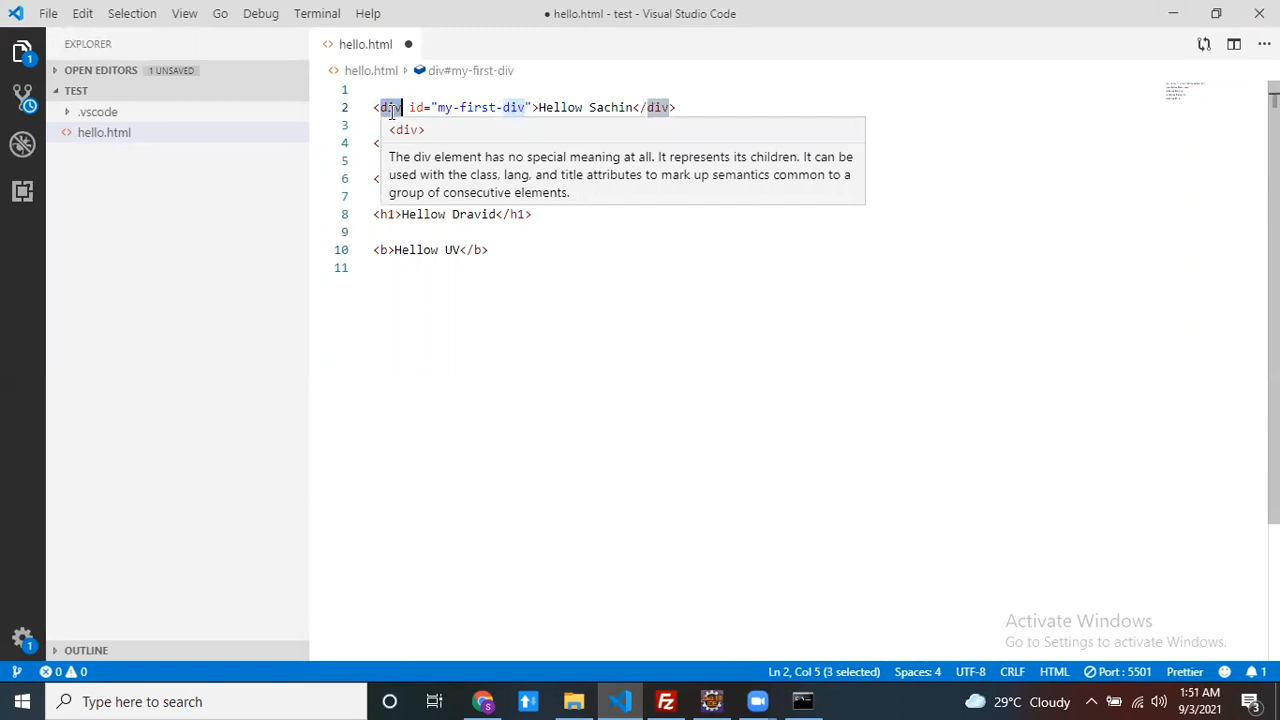 File Edit Selection View Go Debug Terminal Help
● hello.html - test - Visual Studio Code
EXPLORER
OPEN EDITORS 1 UNSAVED
TEST
.vscode
hello.html
OUTLINE
1
1
hello.html
hello.html div#my-first-div
1
2 <div id="my-first-div">Hellow Sachin</div>
3
4 <
5
6 <
7
8 <h1>Hellow Dravid</h1>
9
10 <b>Hellow UV</b>
11
<div>
The div element has no special meaning at all. It represents its children. It can be
used with the class, lang, and title attributes to mark up semantics common to a
group of consecutive elements.
Activate Windows
Go to Settings to activate Windows.
0 0 Ln 2, Col 5 (3 selected) Spaces: 4 UTF-8 CRLF HTML Port : 5501 Prettier 1
Type here to search
29°C Cloudy
1:51 AM
9/3/2021
3